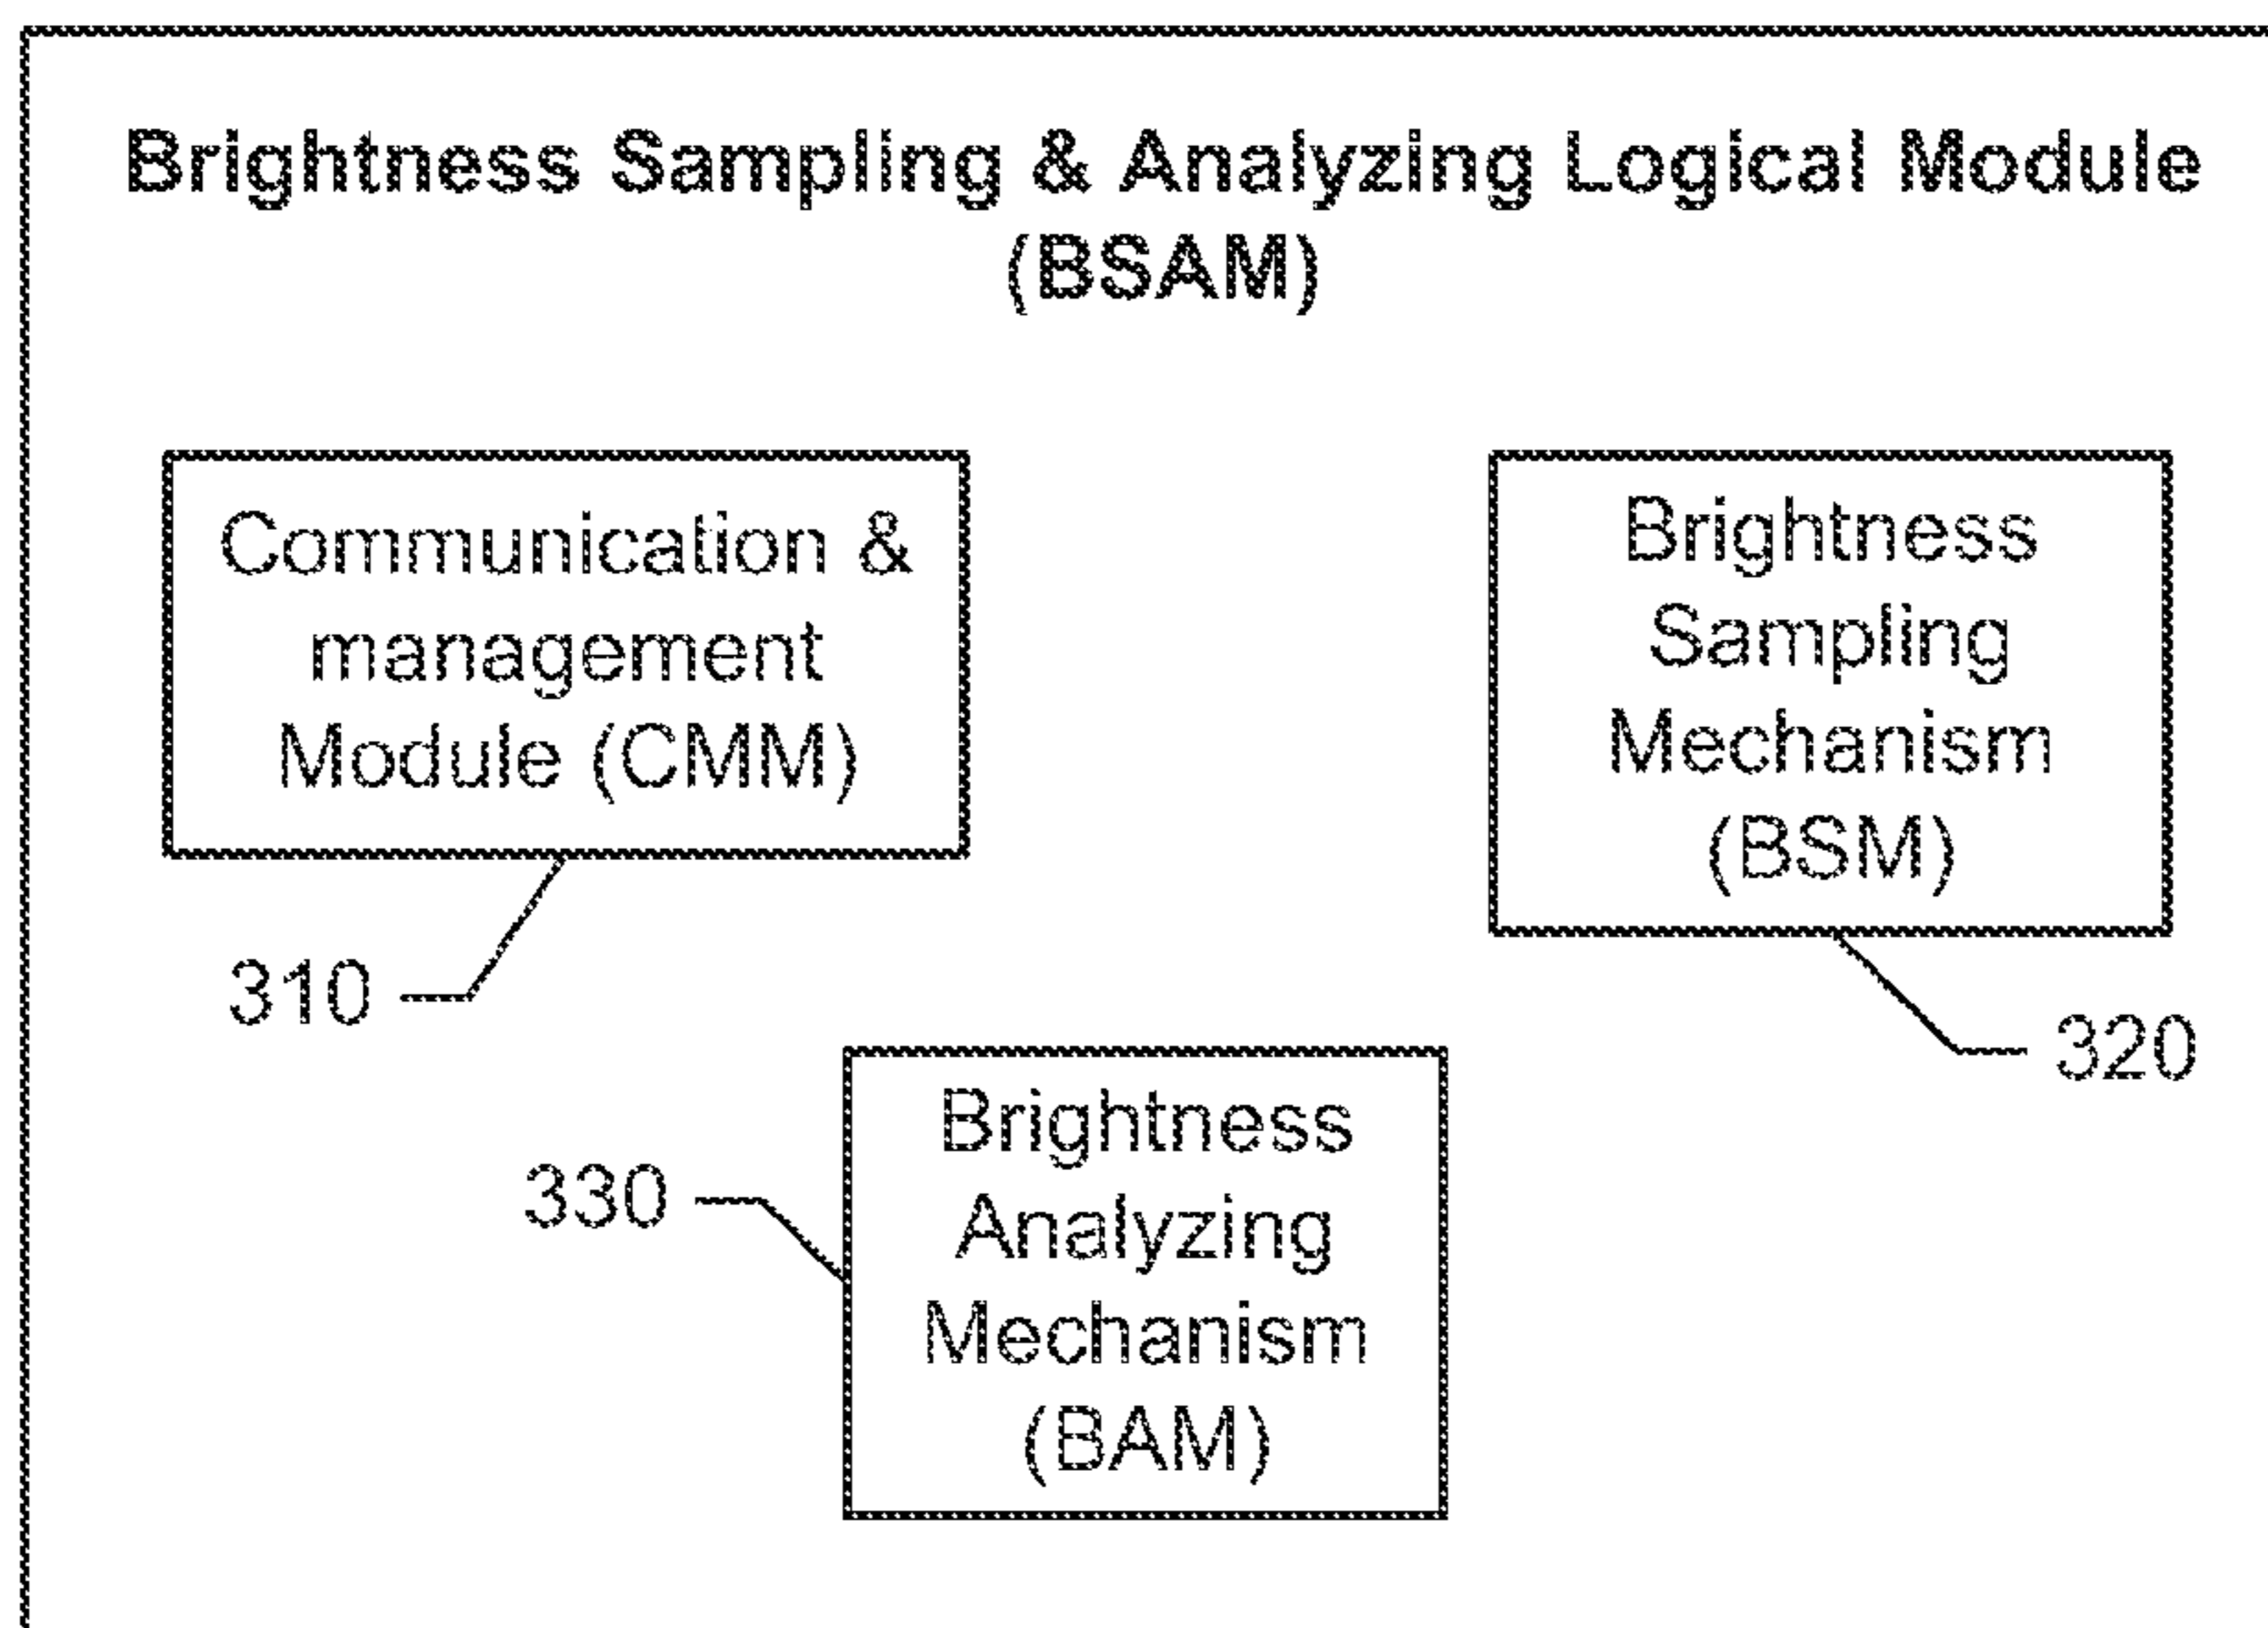 Brightness Sampling & Analyzing Logical Module
(BSAM)
Communication &
management
Module (CMM)
310
Brightness
Sampling
Mechanism
(BSM)
320
330
Brightness
Analyzing
Mechanism
(BAM)